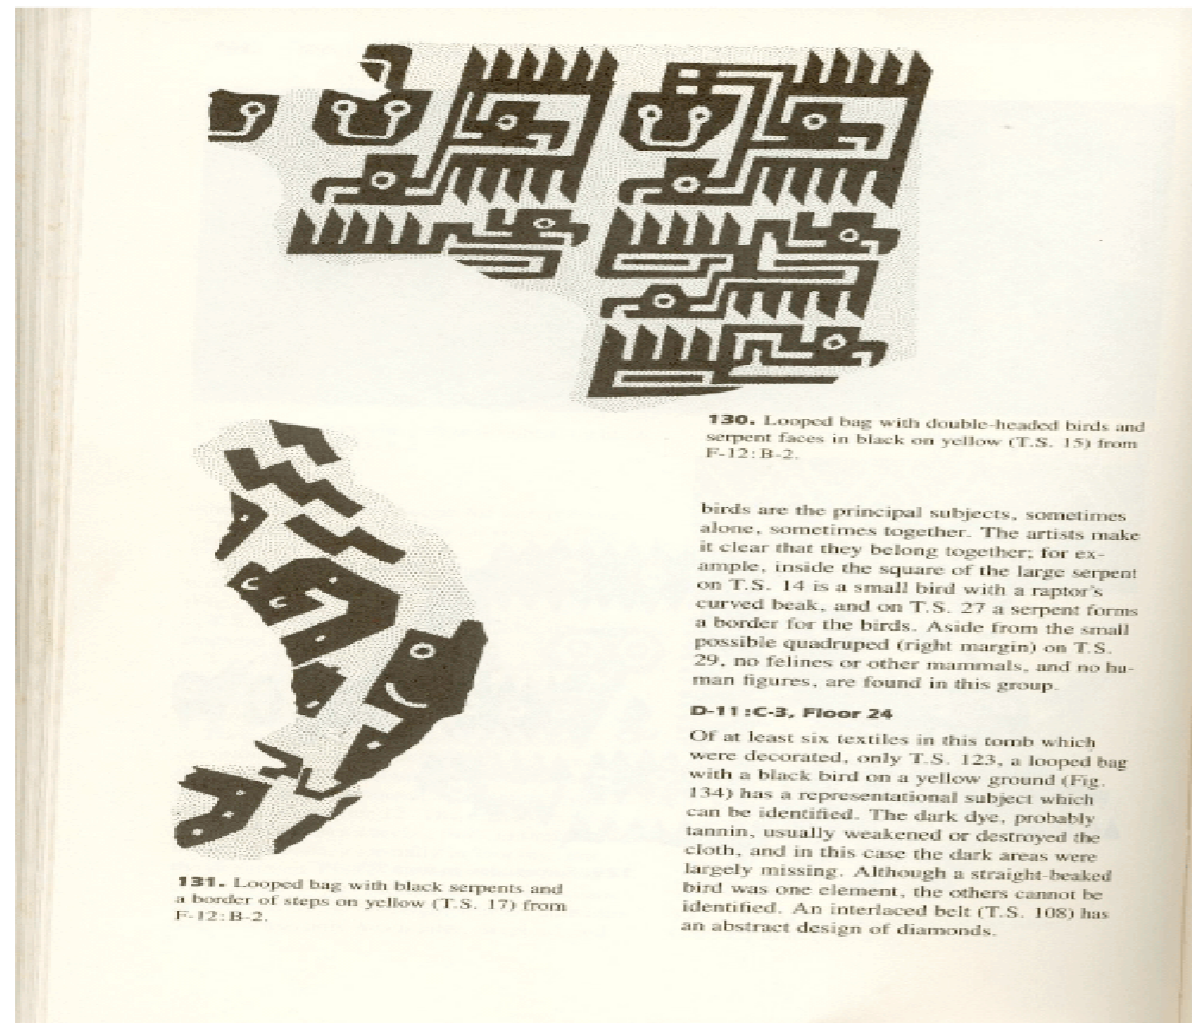 130. Looped bag with double-headed birds and
serpent faces in black on yellow (T.S. 15) from
F-12:B-2.
birds are the principal subjects, sometimes
alone, sometimes together. The artists make
it clear that they belong together; for ex-
ample, inside the square of the large serpent
on T.S. 14 is a small bird with a raptor's
curved beak, and on T.S. 27 a serpent forms
a border for the birds. Aside from the small
possible quadruped (right margin) on T.S.
29, no felines or other mammals, and no hu-
man figures, are found in this group.
D-11:C-3, Floor 24
Of at least six textiles in this tomb which
were decorated, only T.S. 123, a looped bag
with a black bird on a yellow ground (Fig.
134) has a representational subject which
can be identified. The dark dye, probably
tannin, usually weakened or destroyed the
cloth, and in this case the dark areas were
largely missing. Although a straight-beaked
bird was one element, the others cannot be
identified. An interlaced belt (T.S. 108) has
an abstract design of diamonds.
131. Looped bag with black serpents and
a border of steps on yellow (T.S. 17) from
F-12:B-2.